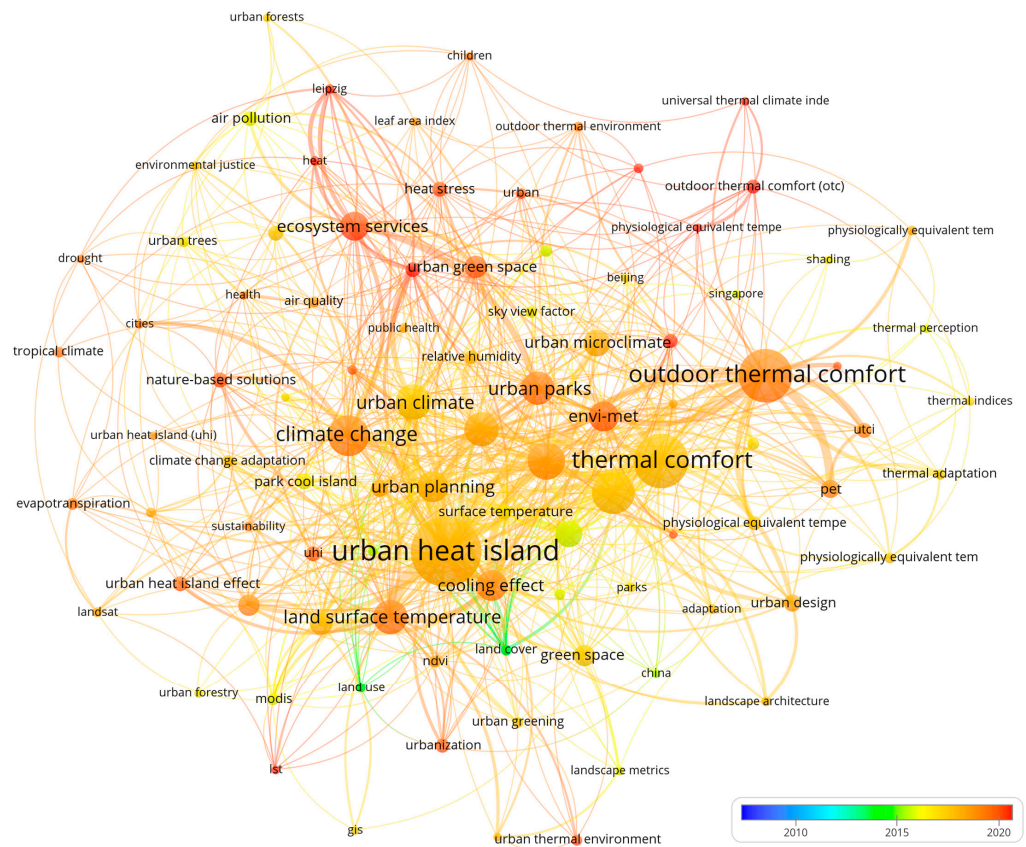 urban forests
children
leipzig
universal thermal climate inde
air pollution
leaf area index
outdoor thermal environment
environmental justice
heat
heat stress
urban
outdoor thermal comfort (otc)
ecosystem services
physiological equivalent tempe
physiologically equivalent tem
urban trees
drought
urban green space
shading
beijing
health
air quality
singapore
sky view factor
cities
public health
thermal perception
tropical climate
relative humidity
urban microclimate
nature-based solutions
urban parks
outdoor thermal comfort
urban climate
thermal indices
envi-met
urban heat island (uhi)
climate change
utci
climate change adaptation
thermal comfort
park cool island
urban planning
thermal adaptation
pet
evapotranspiration
surface temperature
sustainability
physiological equivalent tempe
uhi
urban heat island
physiologically equivalent tem
urban heat island effect
cooling effect
parks
landsat
land surface temperature
adaptation
urban design
land cover
green space
ndvi
china
urban forestry
land use
modis
landscape architecture
urban greening
urbanization
lst
landscape metrics
gis
urban thermal environment
2010
2015
2020